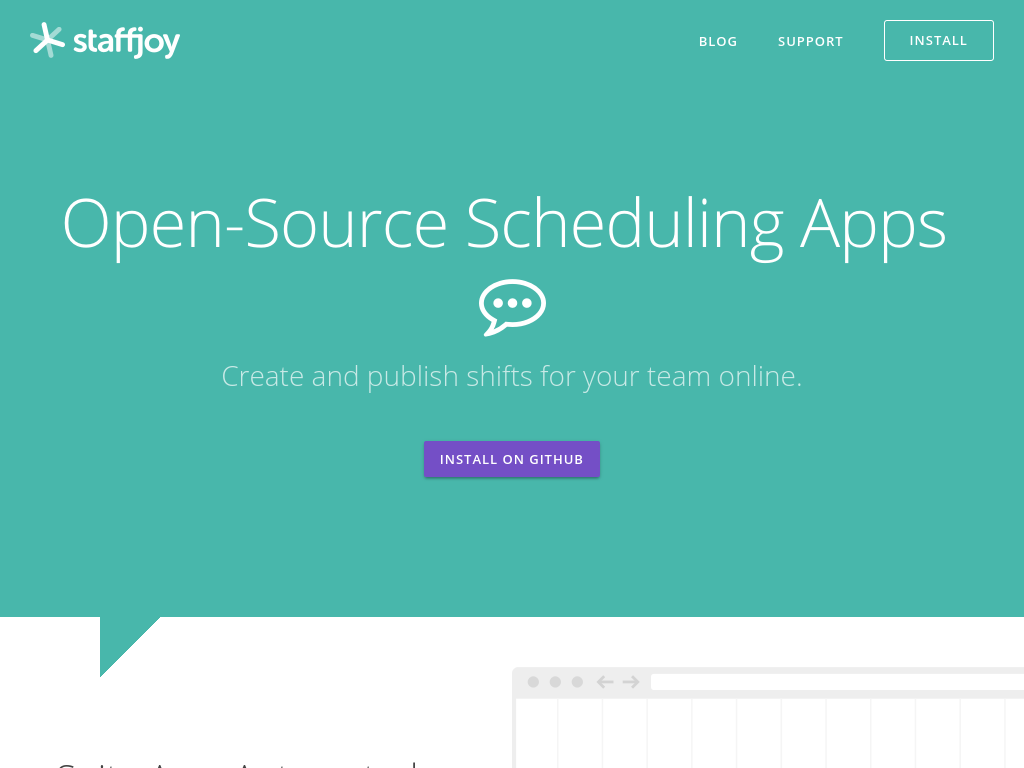 staffjoy
BLOG
SUPPORT
INSTALL
Open-Source Scheduling Apps
Create and publish shifts for your team online.
INSTALL ON GITHUB